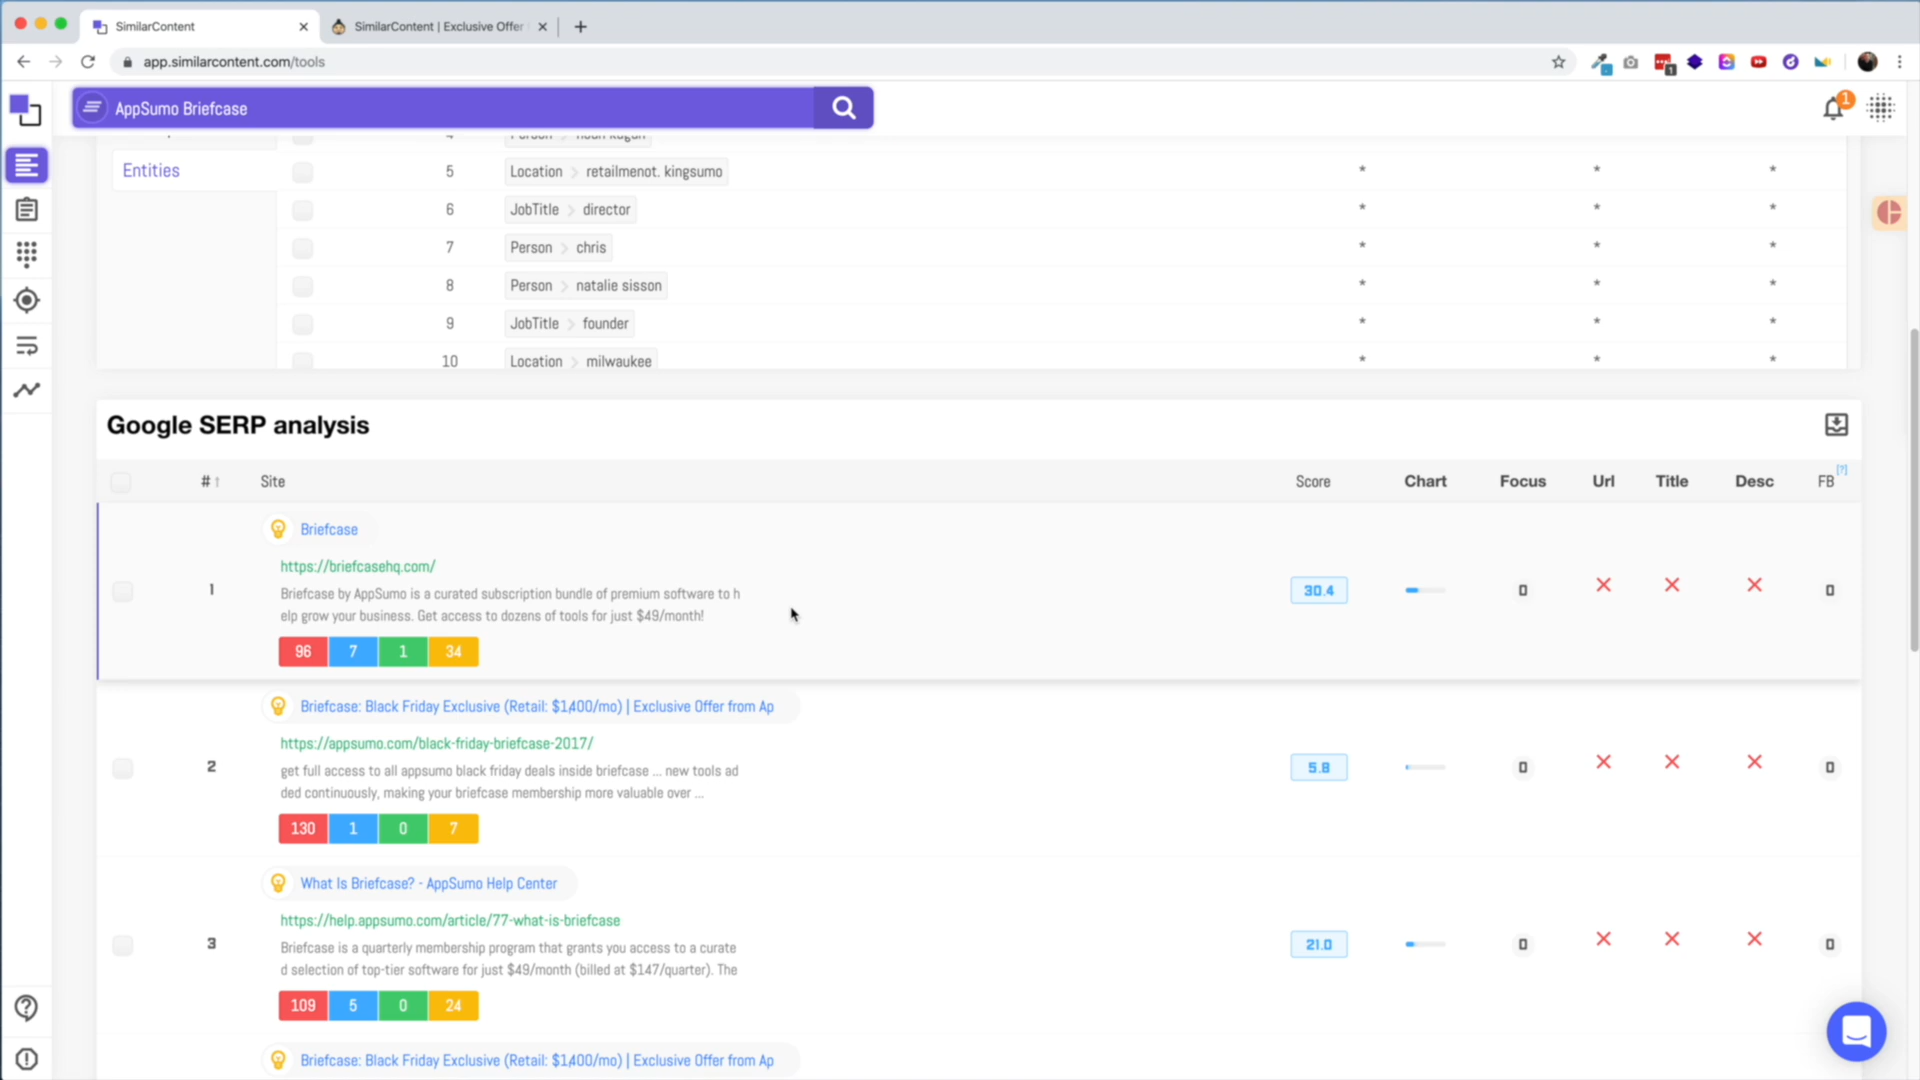 SimilarContent
SimilarContent | Exclusive Offer
app.similarcontent.com/tools
AppSumo Briefcase
1
1
4 Person > noah kagan
Entities
5 Location > retailmenot. kingsumo * * *
6 JobTitle > director * * *
7 Person > chris * * *
8 Person > natalie sisson * * *
9 JobTitle > founder * * *
10 Location > milwaukee * * *
Google SERP analysis
# ↑ Site Score Chart Focus Url Title Desc FB [?]
Briefcase
https://briefcasehq.com/
1 30.4 0 0
Briefcase by AppSumo is a curated subscription bundle of premium software to h
elp grow your business. Get access to dozens of tools for just $49/month!
96 7 1 34
Briefcase: Black Friday Exclusive (Retail: $1,400/mo) | Exclusive Offer from Ap
https://appsumo.com/black-friday-briefcase-2017/
2 5.8 0 0
get full access to all appsumo black friday deals inside briefcase ... new tools ad
ded continuously, making your briefcase membership more valuable over ...
130 1 0 7
What Is Briefcase? - AppSumo Help Center
https://help.appsumo.com/article/77-what-is-briefcase
3 21.0 0 0
Briefcase is a quarterly membership program that grants you access to a curate
d selection of top-tier software for just $49/month (billed at $147/quarter). The
109 5 0 24
Briefcase: Black Friday Exclusive (Retail: $1,400/mo) | Exclusive Offer from Ap